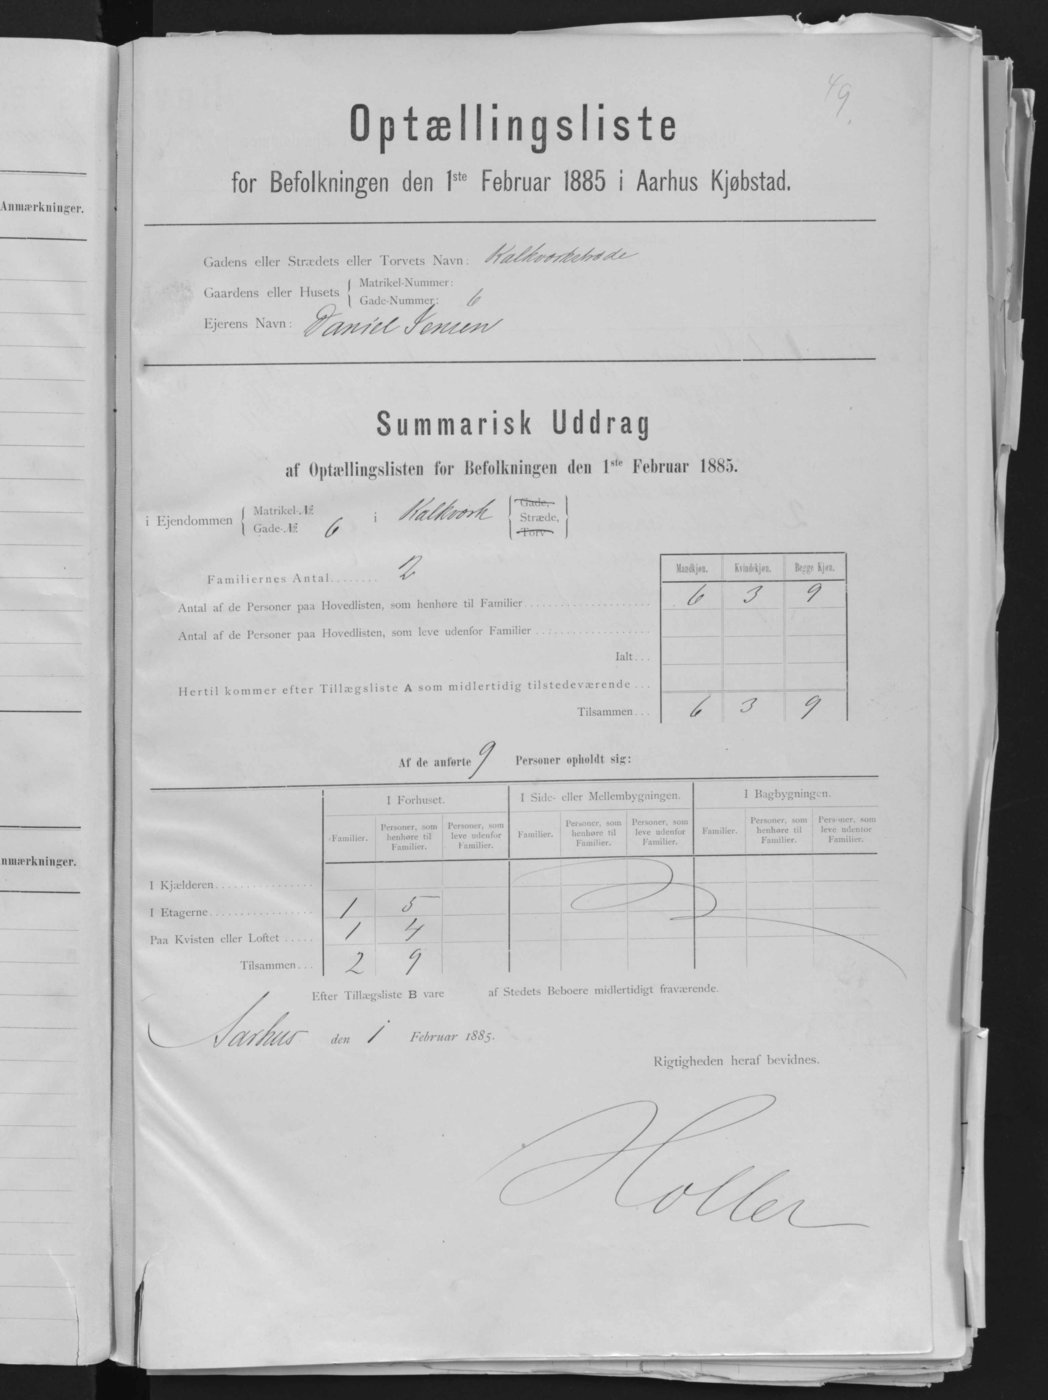 49.
Optællingsliste
for Befolkningen den 1ste Februar 1885 i Aarhus Kjøbstad.
Gadens eller Strædets eller Torvets Navn: Kalkværkstræde
Gaardens eller Husets { Matrikel-Nummer:
Gade-Nummer: 6
Ejerens Navn: Daniel Jensen
Summarisk Uddrag
af Optællingslisten for Befolkningen den 1ste Februar 1885.
i Ejendommen { Matrikel-№
Gade-№ 6 i Kalkværk { Gade, Stræde, Torv }
Familiernes Antal........ 2
Mandkjøn. Kvindekjøn. Begge Kjøn.
Antal af de Personer paa Hovedlisten, som henhøre til Familier 6 3 9
Antal af de Personer paa Hovedlisten, som leve udenfor Familier
Ialt...
Hertil kommer efter Tillægsliste A som midlertidig tilstedeværende...
Tilsammen... 6 3 9
Af de anførte 9 Personer opholdt sig:
I Forhuset. I Side- eller Mellembygningen. I Bagbygningen.
Familier. Personer, som henhøre til Familier. Personer, som leve udenfor Familier. Familier. Personer, som henhøre til Familier. Personer, som leve udenfor Familier. Familier. Personer, som henhøre til Familier. Personer, som leve udenfor Familier.
I Kjælderen
I Etagerne 1 5
Paa Kvisten eller Loftet 1 4
Tilsammen... 2 9
Efter Tillægsliste B vare af Stedets Beboere midlertidigt fraværende.
Aarhus den 1 Februar 1885.
Rigtigheden heraf bevidnes.
Holler
Anmærkninger.
nmærkninger.